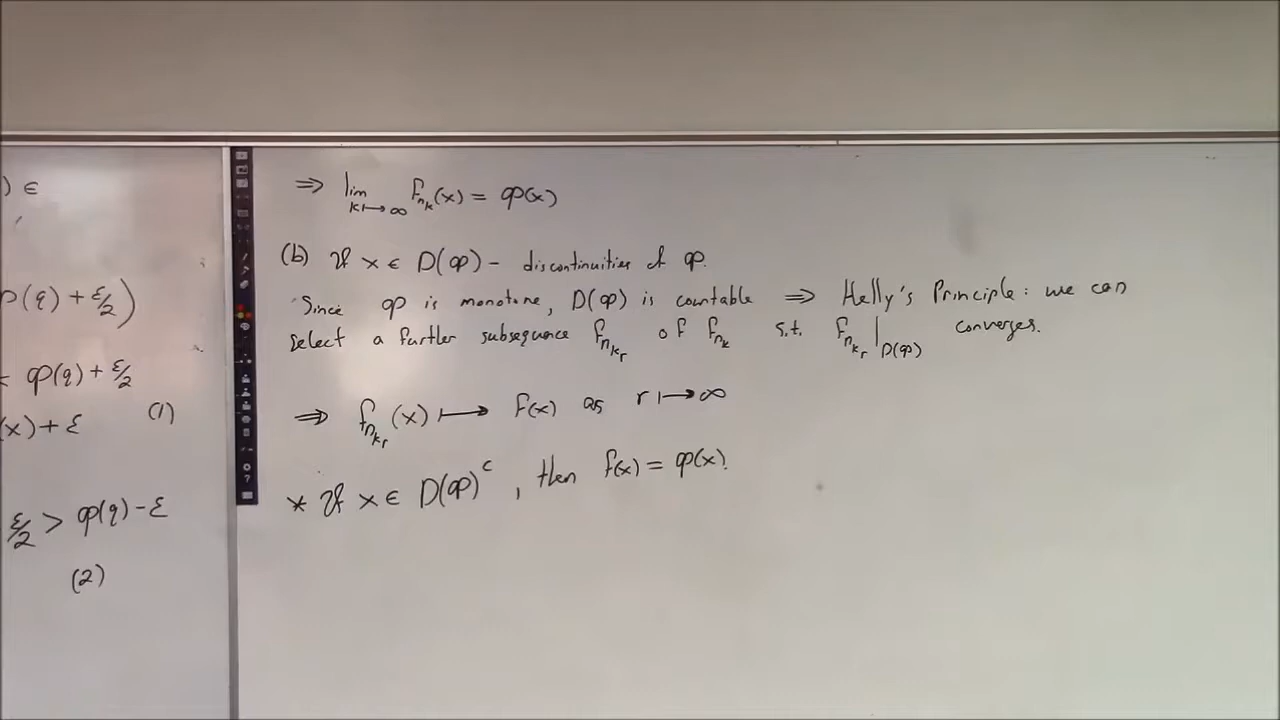 ) ∈
φ(q) + ε/2)
= φ(q) + ε/2
(x) + ε (1)
ε/2 > φ(q) - ε
(2)
⇒ lim k↦∞ f_{n_k}(x) = φ(x)
(b) If x ∈ D(φ) - discontinuities of φ.
Since φ is monotone, D(φ) is countable ⇒ Helly's Principle: we can
select a further subsequence f_{n_{k_r}} of f_{n_k} s.t. f_{n_{k_r}}|_{D(φ)} converges.
⇒ f_{n_{k_r}}(x) ↦ f(x) as r ↦ ∞
* If x ∈ D(φ)^c, then f(x) = φ(x).